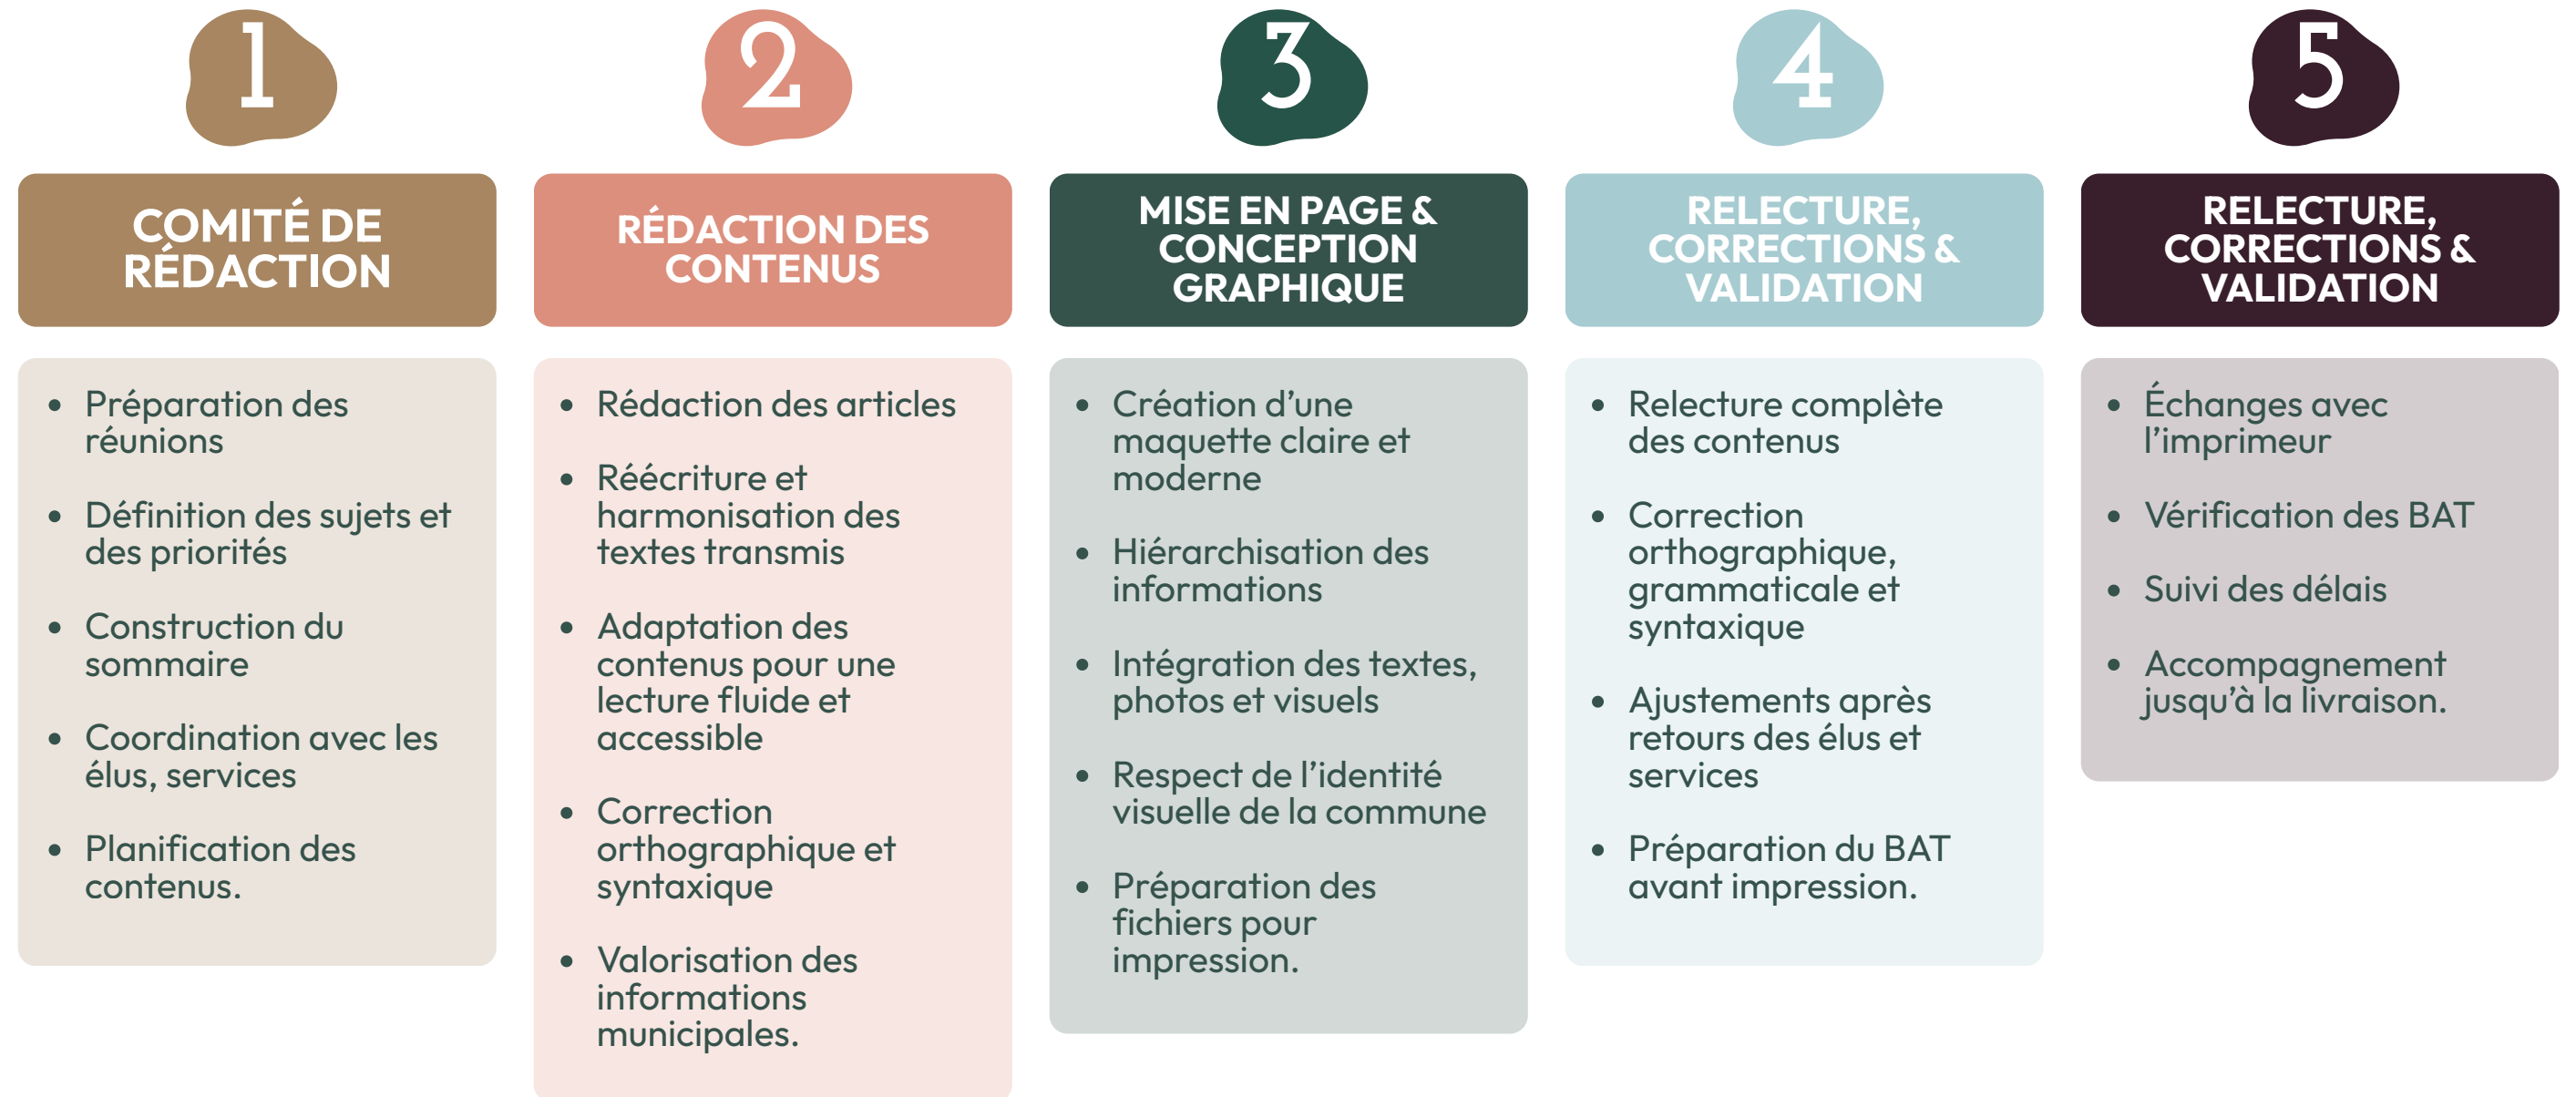 1
COMITÉ DE
RÉDACTION
• Préparation des
réunions
• Définition des sujets et
des priorités
• Construction du
sommaire
• Coordination avec les
élus, services
• Planification des
contenus.
2
RÉDACTION DES
CONTENUS
• Rédaction des articles
• Réécriture et
harmonisation des
textes transmis
• Adaptation des
contenus pour une
lecture fluide et
accessible
• Correction
orthographique et
syntaxique
• Valorisation des
informations
municipales.
3
MISE EN PAGE &
CONCEPTION
GRAPHIQUE
• Création d’une
maquette claire et
moderne
• Hiérarchisation des
informations
• Intégration des textes,
photos et visuels
• Respect de l’identité
visuelle de la commune
• Préparation des
fichiers pour
impression.
4
RELECTURE,
CORRECTIONS &
VALIDATION
• Relecture complète
des contenus
• Correction
orthographique,
grammaticale et
syntaxique
• Ajustements après
retours des élus et
services
• Préparation du BAT
avant impression.
5
RELECTURE,
CORRECTIONS &
VALIDATION
• Échanges avec
l’imprimeur
• Vérification des BAT
• Suivi des délais
• Accompagnement
jusqu’à la livraison.